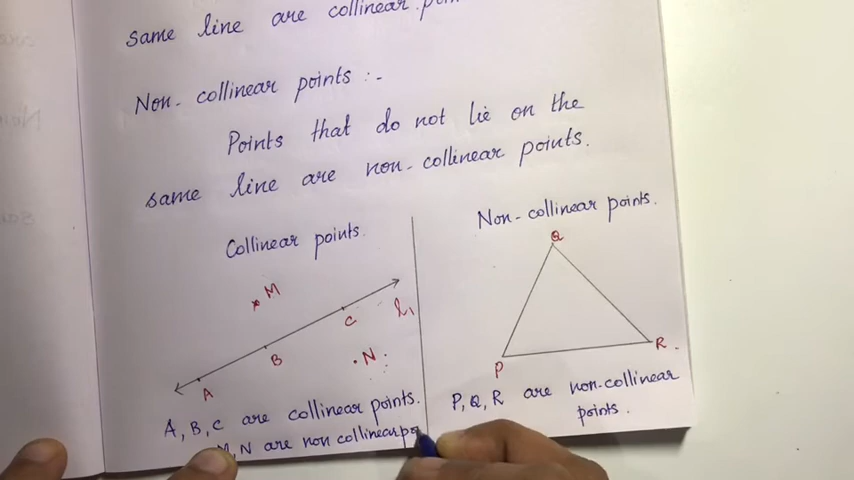 same line are collinear
Non-collinear points :-
Points that do not lie on the
same line are non-collinear points.
Collinear points.
M
A
B
C
l1
N
A, B, C are collinear points.
M, N are non collinear
Non-collinear points.
Q
P
R
P, Q, R are non-collinear
points.